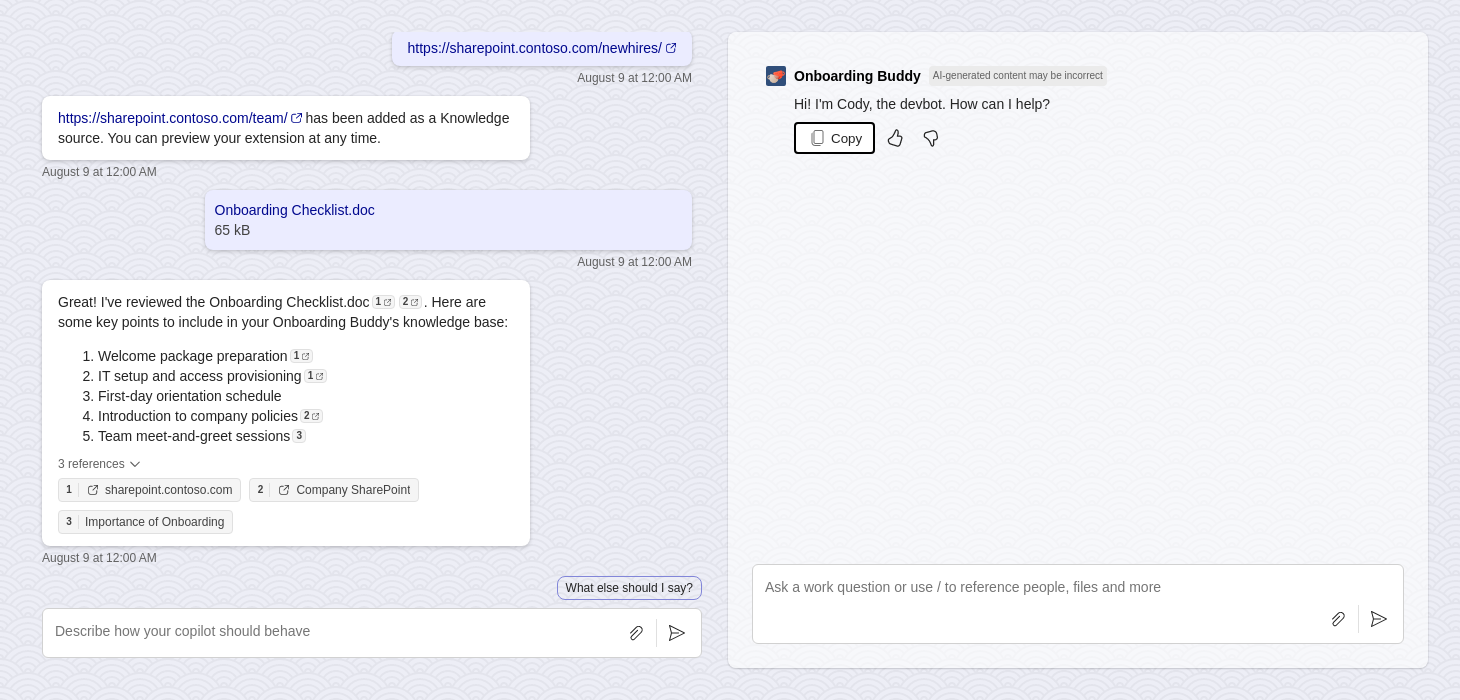 https://sharepoint.contoso.com/newhires/
August 9 at 12:00 AM
https://sharepoint.contoso.com/team/ has been added as a Knowledge
source. You can preview your extension at any time.
August 9 at 12:00 AM
Onboarding Checklist.doc
65 kB
August 9 at 12:00 AM
Great! I've reviewed the Onboarding Checklist.doc 1 2 . Here are
some key points to include in your Onboarding Buddy's knowledge base:
1. Welcome package preparation 1
2. IT setup and access provisioning 1
3. First-day orientation schedule
4. Introduction to company policies 2
5. Team meet-and-greet sessions 3
3 references
1 sharepoint.contoso.com 2 Company SharePoint
3 Importance of Onboarding
August 9 at 12:00 AM
What else should I say?
Describe how your copilot should behave
Onboarding Buddy AI-generated content may be incorrect
Hi! I'm Cody, the devbot. How can I help?
Copy
Ask a work question or use / to reference people, files and more